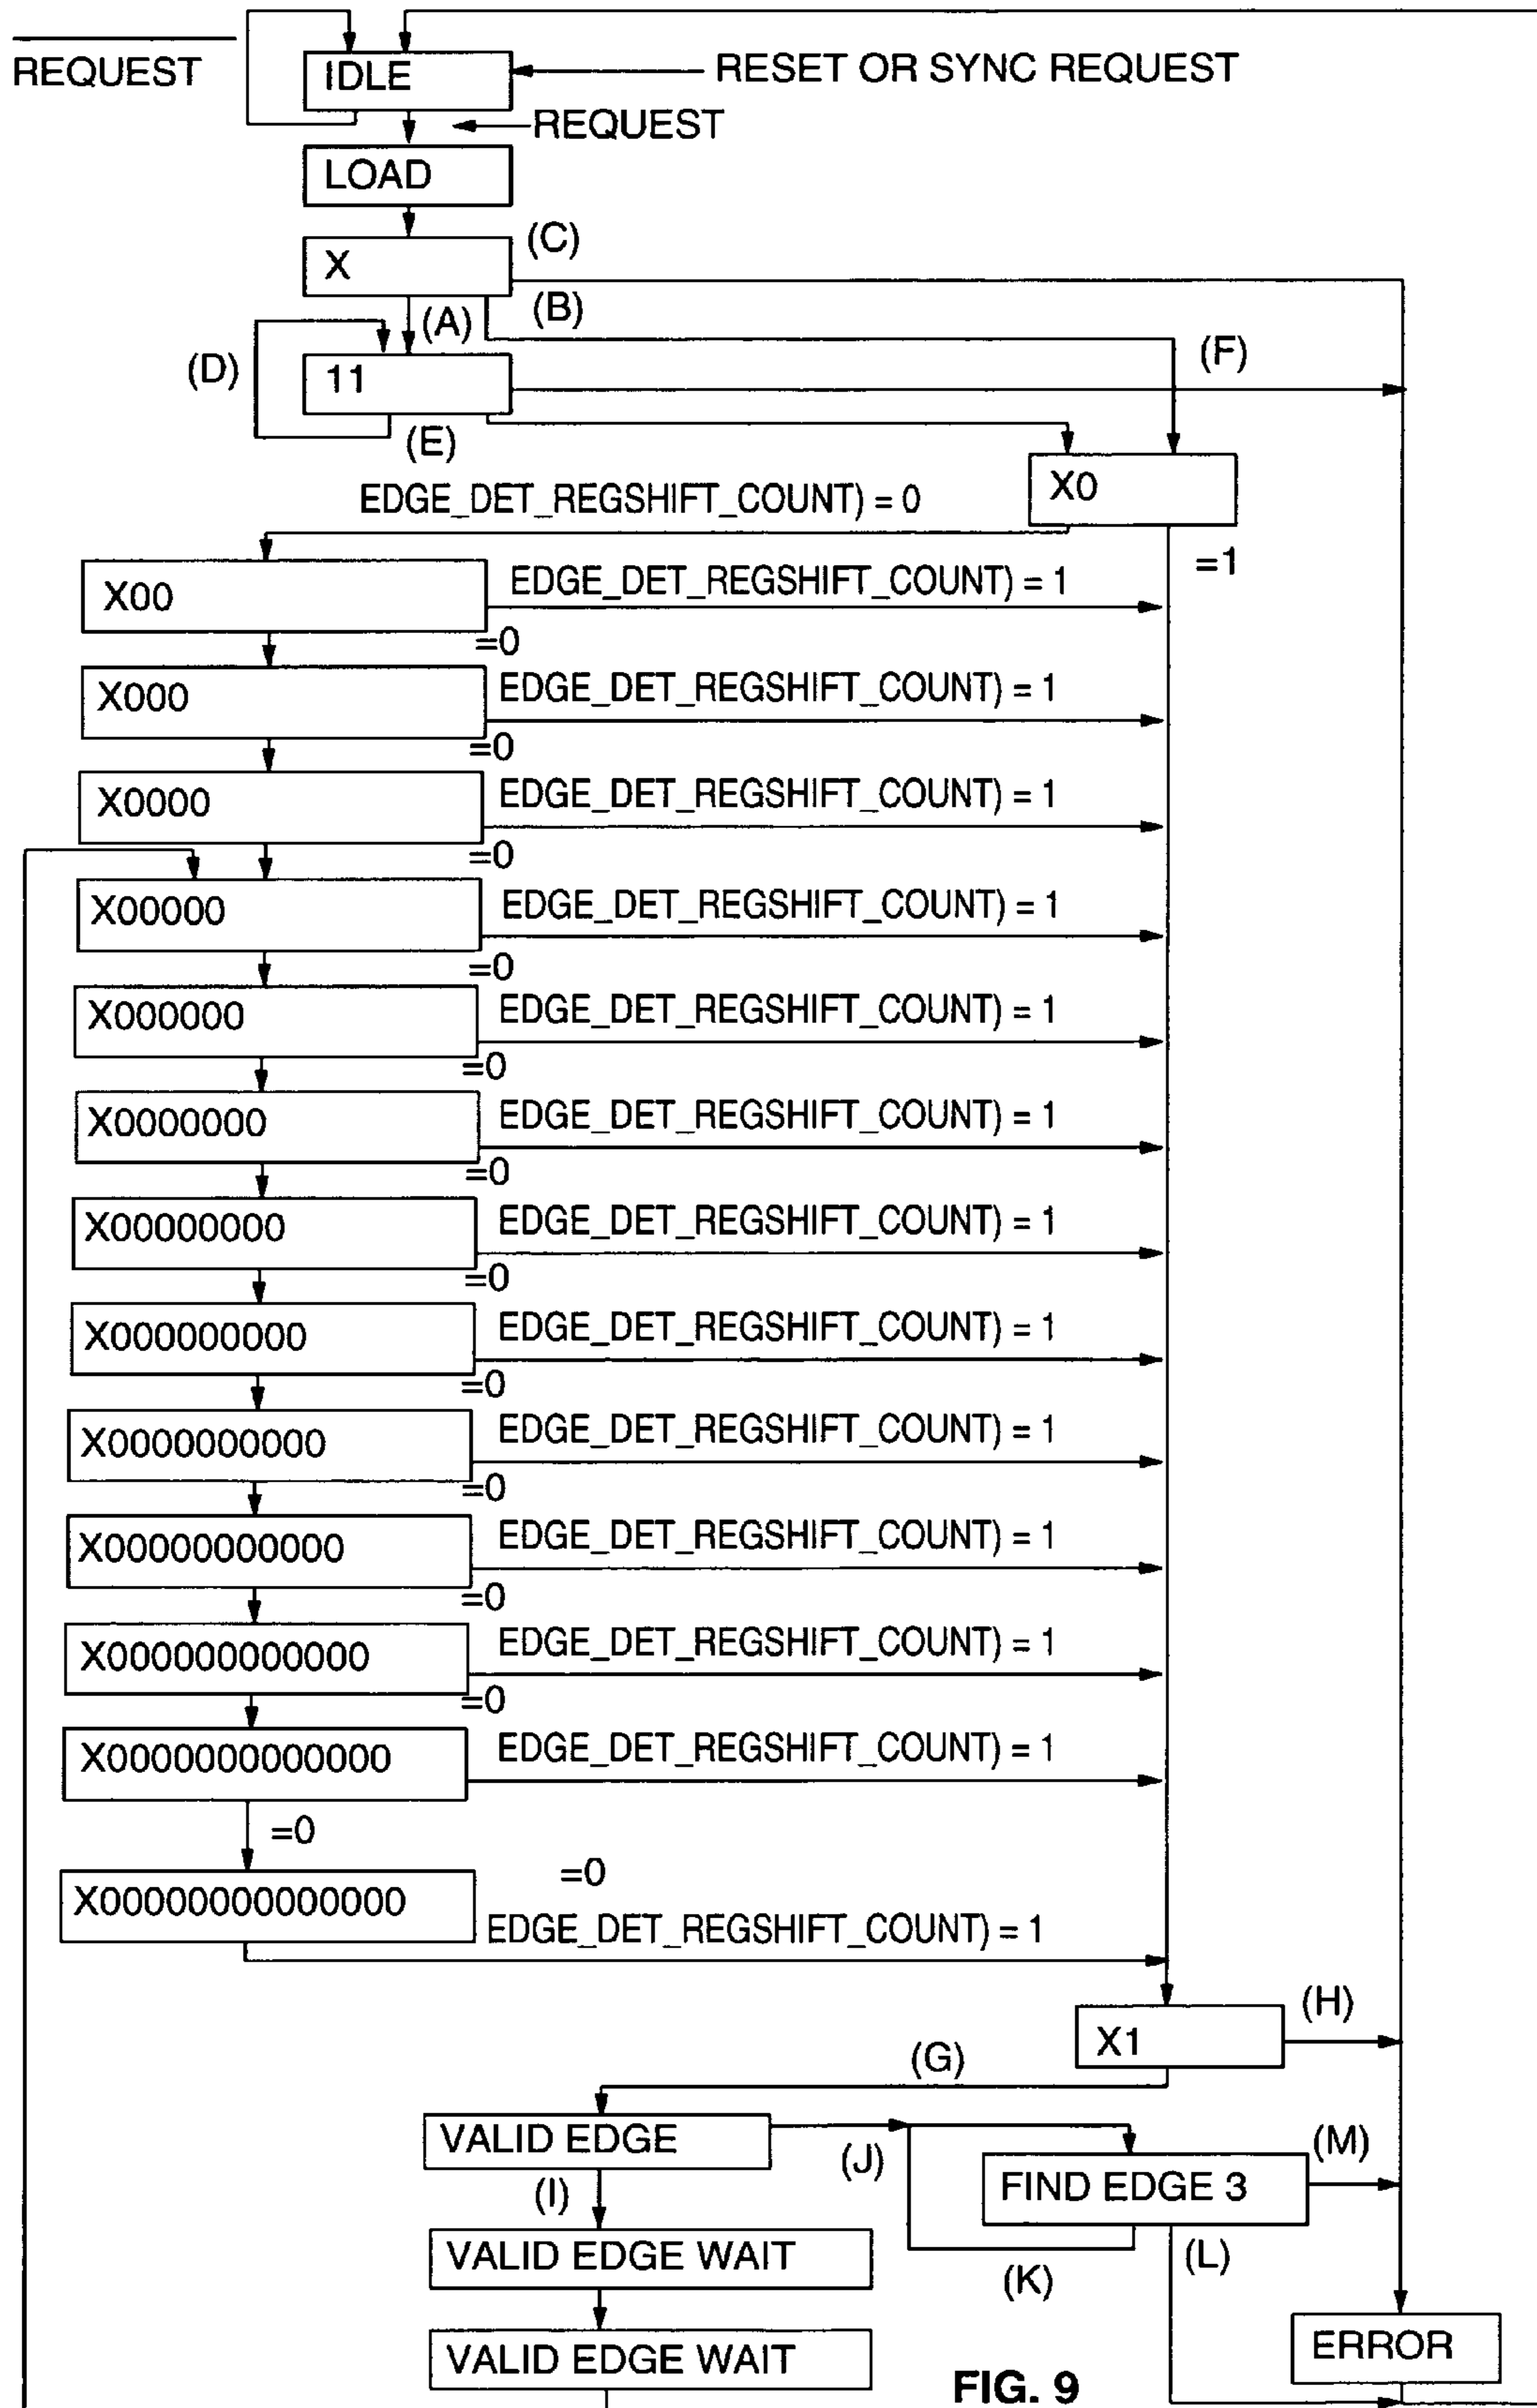 REQUEST
IDLE
RESET OR SYNC REQUEST
REQUEST
LOAD
X
(C)
(A)
(B)
(D)
11
(F)
(E)
X0
EDGE_DET_REGSHIFT_COUNT) = 0
=1
X00
EDGE_DET_REGSHIFT_COUNT) = 1
=0
X000
EDGE_DET_REGSHIFT_COUNT) = 1
=0
X0000
EDGE_DET_REGSHIFT_COUNT) = 1
=0
X00000
EDGE_DET_REGSHIFT_COUNT) = 1
=0
X000000
EDGE_DET_REGSHIFT_COUNT) = 1
=0
X0000000
EDGE_DET_REGSHIFT_COUNT) = 1
=0
X00000000
EDGE_DET_REGSHIFT_COUNT) = 1
=0
X000000000
EDGE_DET_REGSHIFT_COUNT) = 1
=0
X0000000000
EDGE_DET_REGSHIFT_COUNT) = 1
=0
X00000000000
EDGE_DET_REGSHIFT_COUNT) = 1
=0
X000000000000
EDGE_DET_REGSHIFT_COUNT) = 1
=0
X0000000000000
EDGE_DET_REGSHIFT_COUNT) = 1
=0
X00000000000000
=0
EDGE_DET_REGSHIFT_COUNT) = 1
X1
(H)
(G)
VALID EDGE
(J)
(M)
FIND EDGE 3
(I)
VALID EDGE WAIT
(K)
(L)
VALID EDGE WAIT
ERROR
FIG. 9